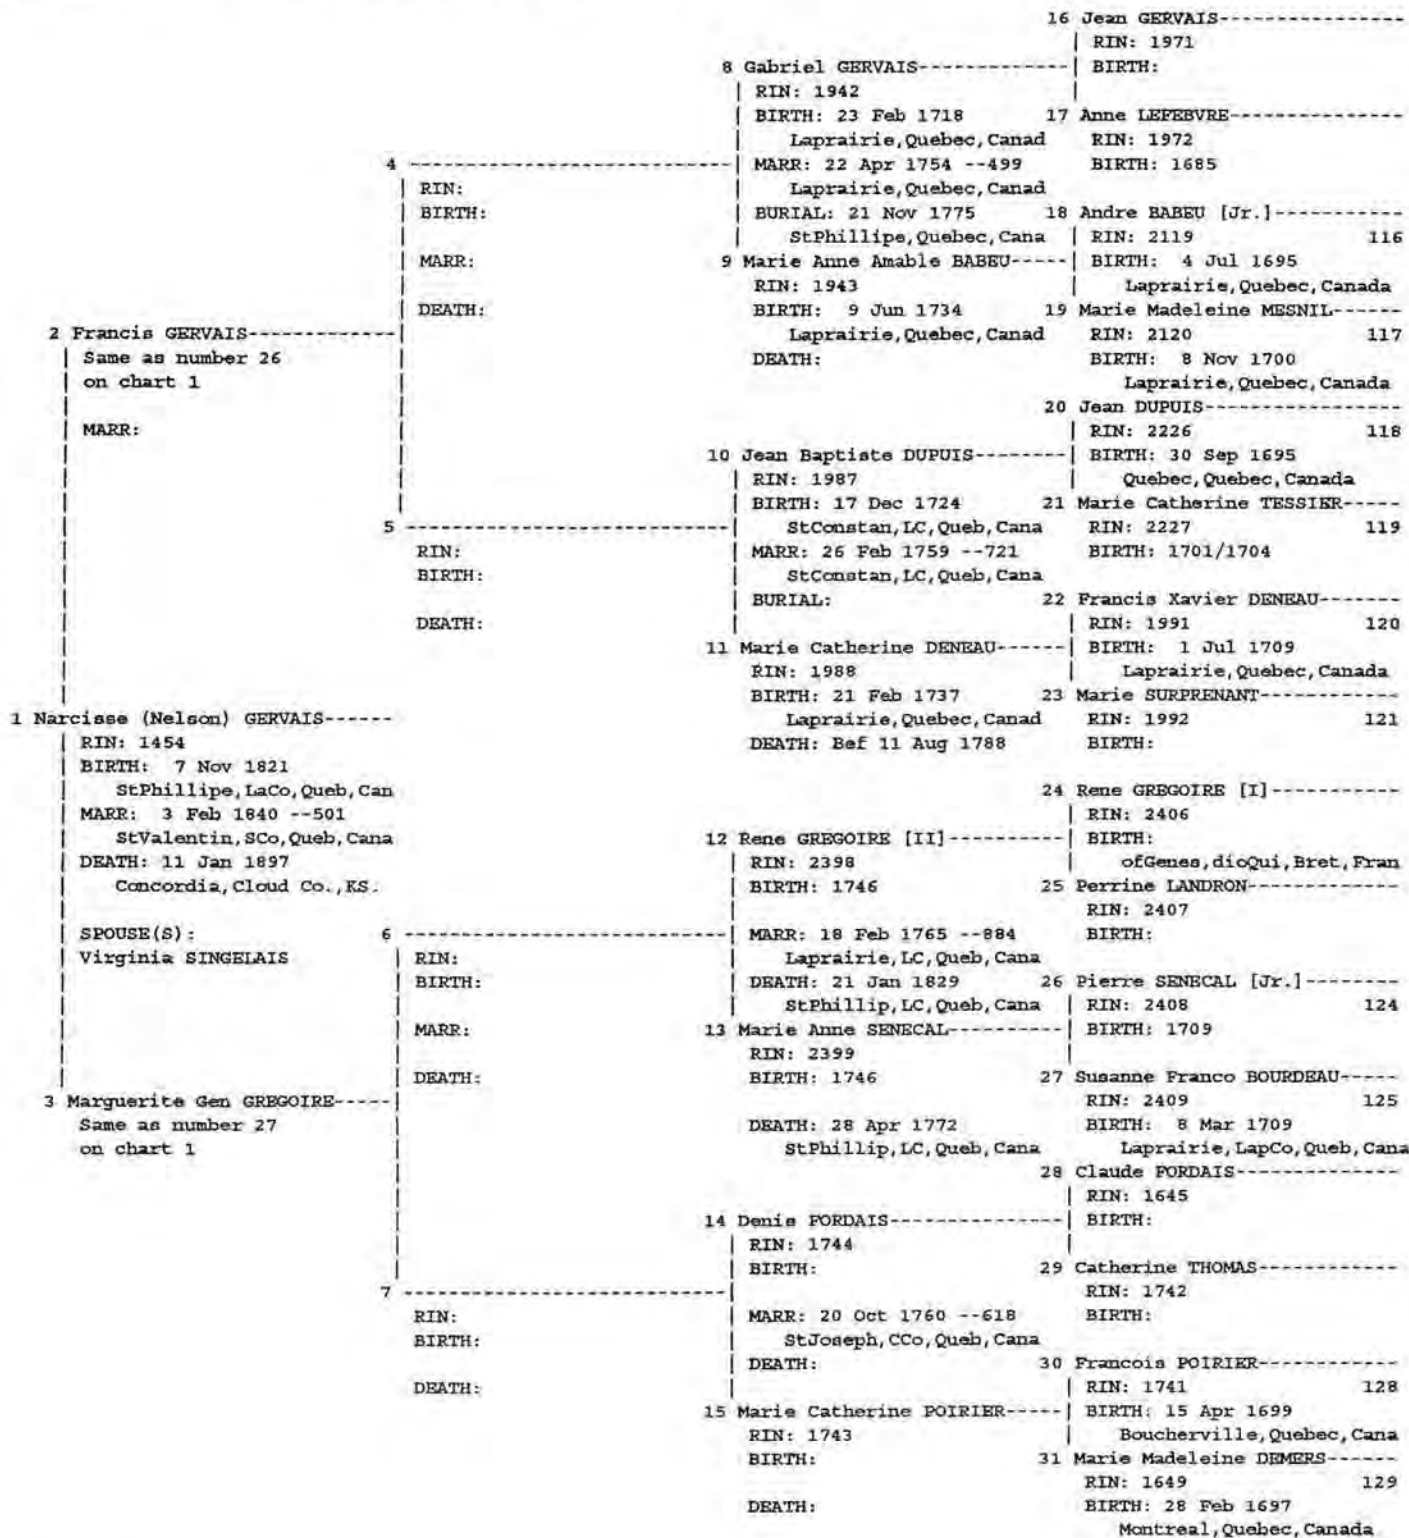 16 Jean GERVAIS----------------
| RIN: 1971
8 Gabriel GERVAIS-------------| BIRTH:
| RIN: 1942 |
| BIRTH: 23 Feb 1718 17 Anne LEFEBVRE---------------
| Laprairie,Quebec,Canad RIN: 1972
4 ---------------------------| MARR: 22 Apr 1754 --499 BIRTH: 1685
| RIN: | Laprairie,Quebec,Canad
| BIRTH: | BURIAL: 21 Nov 1775 18 Andre BABEU [Jr.]-----------
| | StPhillipe,Quebec,Cana | RIN: 2119 116
| MARR: 9 Marie Anne Amable BABEU-----| BIRTH: 4 Jul 1695
| RIN: 1943 | Laprairie,Quebec,Canada
| DEATH: BIRTH: 9 Jun 1734 19 Marie Madeleine MESNIL------
2 Francis GERVAIS-------------| Laprairie,Quebec,Canad RIN: 2120 117
| Same as number 26 | DEATH: BIRTH: 8 Nov 1700
| on chart 1 | Laprairie,Quebec,Canada
| | 20 Jean DUPUIS-----------------
| MARR: | | RIN: 2226 118
| | 10 Jean Baptiste DUPUIS--------| BIRTH: 30 Sep 1695
| | | RIN: 1987 | Quebec,Quebec,Canada
| | | BIRTH: 17 Dec 1724 21 Marie Catherine TESSIER-----
| 5 ---------------------------| StConstan,LC,Queb,Cana RIN: 2227 119
| RIN: | MARR: 26 Feb 1759 --721 BIRTH: 1701/1704
| BIRTH: | StConstan,LC,Queb,Cana
| | BURIAL: 22 Francis Xavier DENEAU-------
| DEATH: | | RIN: 1991 120
| 11 Marie Catherine DENEAU------| BIRTH: 1 Jul 1709
| RIN: 1988 | Laprairie,Quebec,Canada
| BIRTH: 21 Feb 1737 23 Marie SURPRENANT------------
1 Narcisse (Nelson) GERVAIS------ Laprairie,Quebec,Canad RIN: 1992 121
| RIN: 1454 DEATH: Bef 11 Aug 1788 BIRTH:
| BIRTH: 7 Nov 1821
| StPhillipe,LaCo,Queb,Can 24 Rene GREGOIRE [I]-----------
| MARR: 3 Feb 1840 --501 | RIN: 2406
| StValentin,SCo,Queb,Cana 12 Rene GREGOIRE [II]----------| BIRTH:
| DEATH: 11 Jan 1897 | RIN: 2398 | ofGenes,dioQui,Bret,Fran
| Concordia,Cloud Co.,KS. | BIRTH: 1746 25 Perrine LANDRON-------------
| | RIN: 2407
| SPOUSE(S): 6 ---------------------------| MARR: 18 Feb 1765 --884 BIRTH:
| Virginia SINGELAIS | RIN: | Laprairie,LC,Queb,Cana
| | BIRTH: | DEATH: 21 Jan 1829 26 Pierre SENECAL [Jr.]--------
| | | StPhillip,LC,Queb,Cana | RIN: 2408 124
| | MARR: 13 Marie Anne SENECAL----------| BIRTH: 1709
| | RIN: 2399 |
| | DEATH: BIRTH: 1746 27 Susanne Franco BOURDEAU-----
3 Marguerite Gen GREGOIRE-----| RIN: 2409 125
Same as number 27 | DEATH: 28 Apr 1772 BIRTH: 8 Mar 1709
on chart 1 | StPhillip,LC,Queb,Cana Laprairie,LapCo,Queb,Cana
| 28 Claude FORDAIS--------------
| | RIN: 1645
| 14 Denis FORDAIS---------------| BIRTH:
| | RIN: 1744 |
| | BIRTH: 29 Catherine THOMAS------------
7 ---------------------------| RIN: 1742
RIN: | MARR: 20 Oct 1760 --618 BIRTH:
BIRTH: | StJoseph,CCo,Queb,Cana
| DEATH: 30 Francois POIRIER------------
DEATH: | | RIN: 1741 128
15 Marie Catherine POIRIER-----| BIRTH: 15 Apr 1699
RIN: 1743 | Boucherville,Quebec,Cana
BIRTH: 31 Marie Madeleine DEMERS------
RIN: 1649 129
DEATH: BIRTH: 28 Feb 1697
Montreal,Quebec,Canada